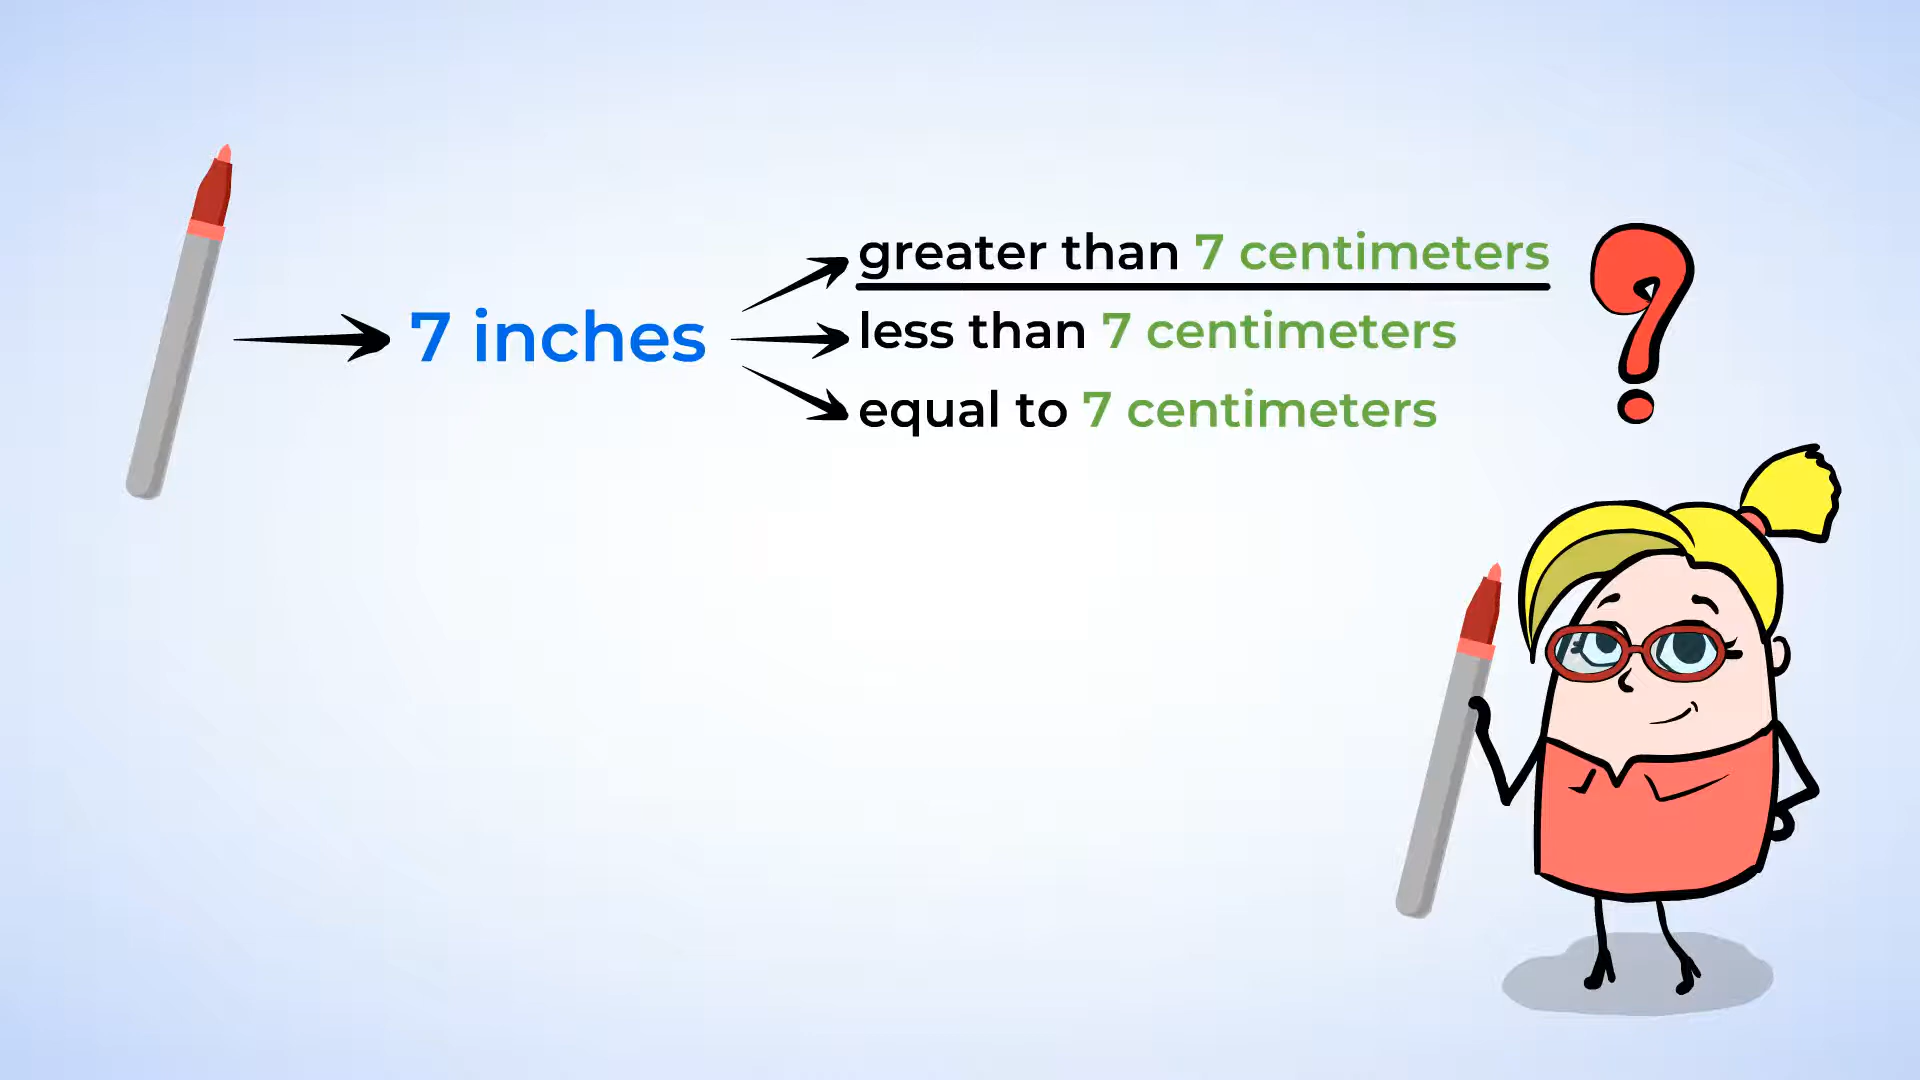 7 inches
greater than 7 centimeters
less than 7 centimeters
equal to 7 centimeters
?